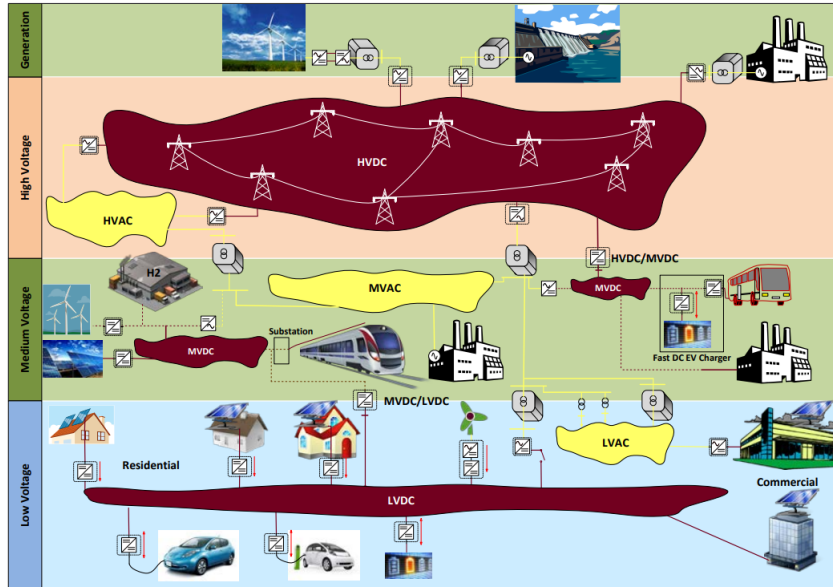 Generation
High Voltage
HVDC
HVAC
HVDC/MVDC
Medium Voltage
H2
MVAC
MVDC
Substation
MVDC
Fast DC EV Charger
MVDC/LVDC
Low Voltage
Residential
LVAC
LVDC
Commercial